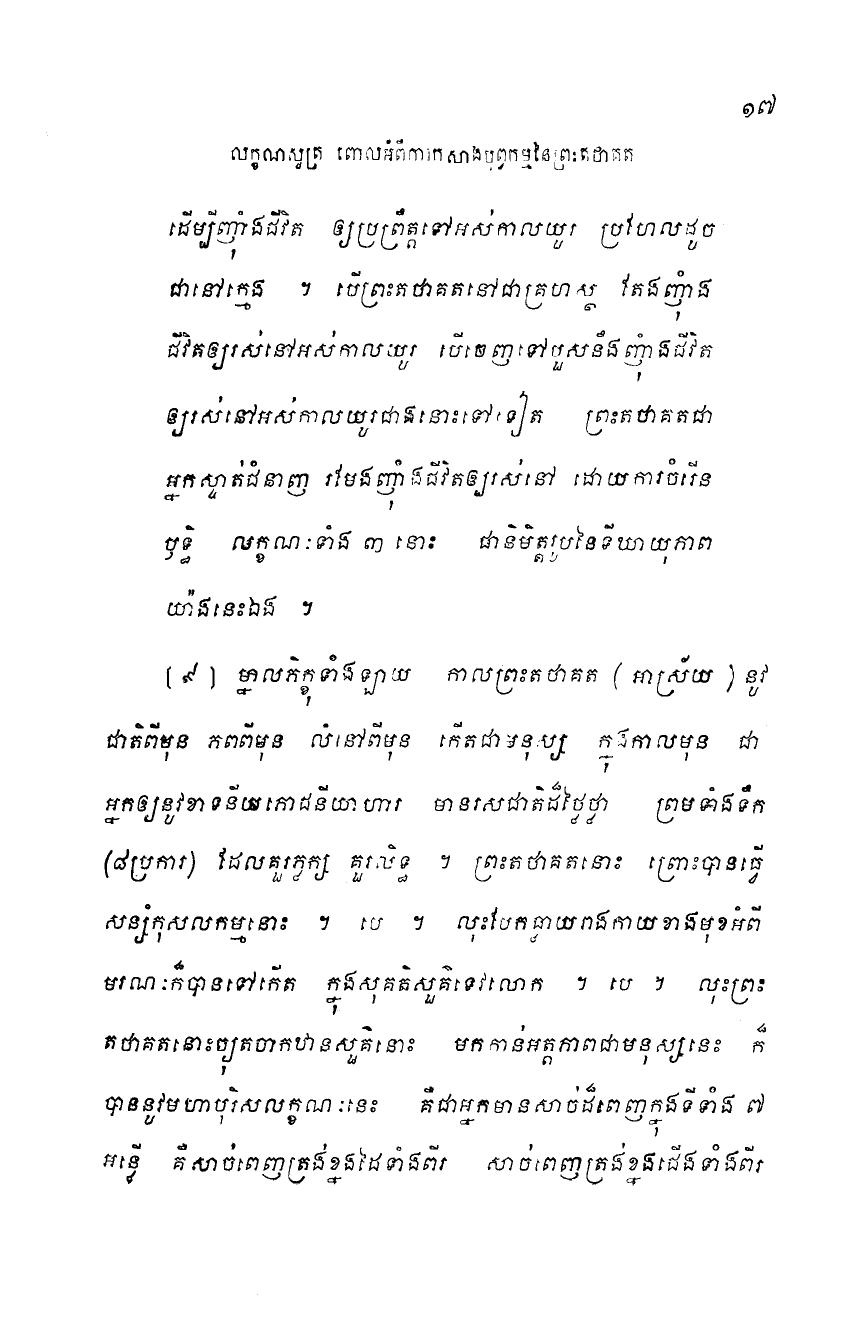 ១៧
លក្ខណសូត្រ ពោលអំពីការកសាងបុព្វកម្មនៃព្រះតថាគត
ដើម្បីញុំាំងជីវិត ឲ្យប្រព្រឹត្តទៅអស់កាលយូរ ប្រហែលដូច
ជានៅក្មេង ។ បើព្រះតថាគតនៅជាគ្រហស្ថ តែងញុំាង
ជីវិតឲ្យរស់នៅអស់កាលយូរ បើចេញទៅបួសនឹងញុំាងជីវិត
ឲ្យរស់នៅអស់កាលយូរជាងនោះទៅទៀត ព្រះតថាគតជា
អ្នកស្ទាត់ជំនាញ រមែងញុំាំងជីវិតឲ្យរស់នៅ ដោយការចំរើន
ឫទ្ធិ លក្ខណៈទាំង ៣ នោះ ជានិមិត្តរូបនៃទីឃាយុភាព
យ៉ាងនេះឯង ។
[ ៩ ] ម្នាលភិក្ខុទាំងឡាយ កាលព្រះតថាគត ( អាស្រ័យ ) នូវ
ជាតិពីមុន ភពពីមុន លំនៅពីមុន កើតជាមនុស្ស ក្នុងកាលមុន ជា
អ្នកឲ្យនូវខាទនីយភោជនីយាហារ មានរសជាតិដ៏ថ្លៃថ្លា ព្រមទាំងទឹក
(៨ប្រការ) ដែលគួរភ្លក្ស គួរលិទ្ធ ។ ព្រះតថាគតនោះ ព្រោះបានធ្វើ
សន្សំកុសលកម្មនោះ ។ បេ ។ លុះបែកធ្លាយរាងកាយខាងមុខអំពី
មរណៈក៏បានទៅកើត ក្នុងសុគតិសួគ៌ទេវលោក ។ បេ ។ លុះព្រះ
តថាគតនោះច្យុតចាកឋានសួគ៌នោះ មកកាន់អត្តភាពជាមនុស្សនេះ ក៏
បាននូវមហាបុរិសលក្ខណៈនេះ គឺជាអ្នកមានសាច់ដ៏ពេញក្នុងទីទាំង ៧
អន្លើ គឺសាច់ពេញត្រង់ខ្នងដៃទាំងពីរ សាច់ពេញត្រង់ខ្នងជើងទាំងពីរ